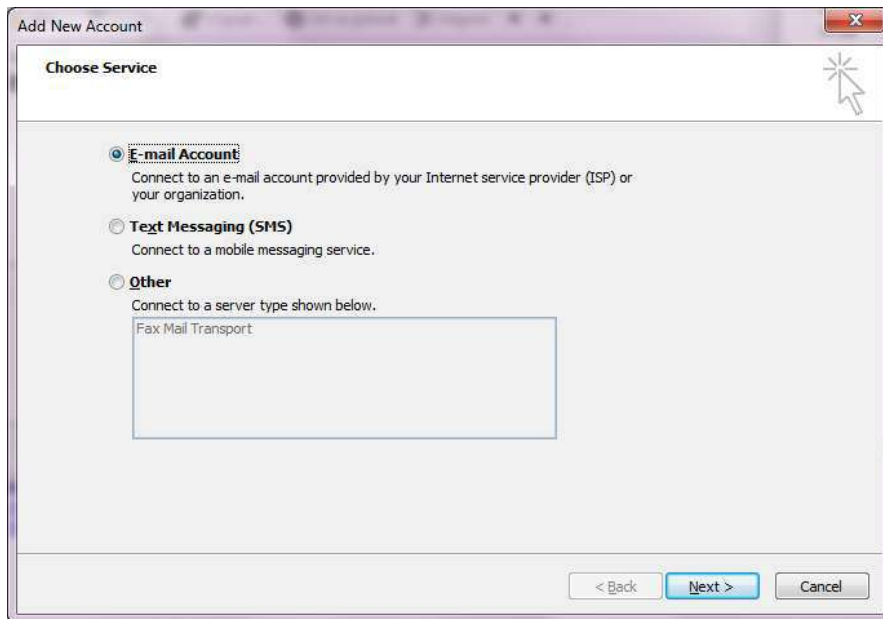 Add New Account
Choose Service
E-mail Account
Connect to an e-mail account provided by your Internet service provider (ISP) or
your organization.
Text Messaging (SMS)
Connect to a mobile messaging service.
Other
Connect to a server type shown below.
Fax Mail Transport
< Back
Next >
Cancel